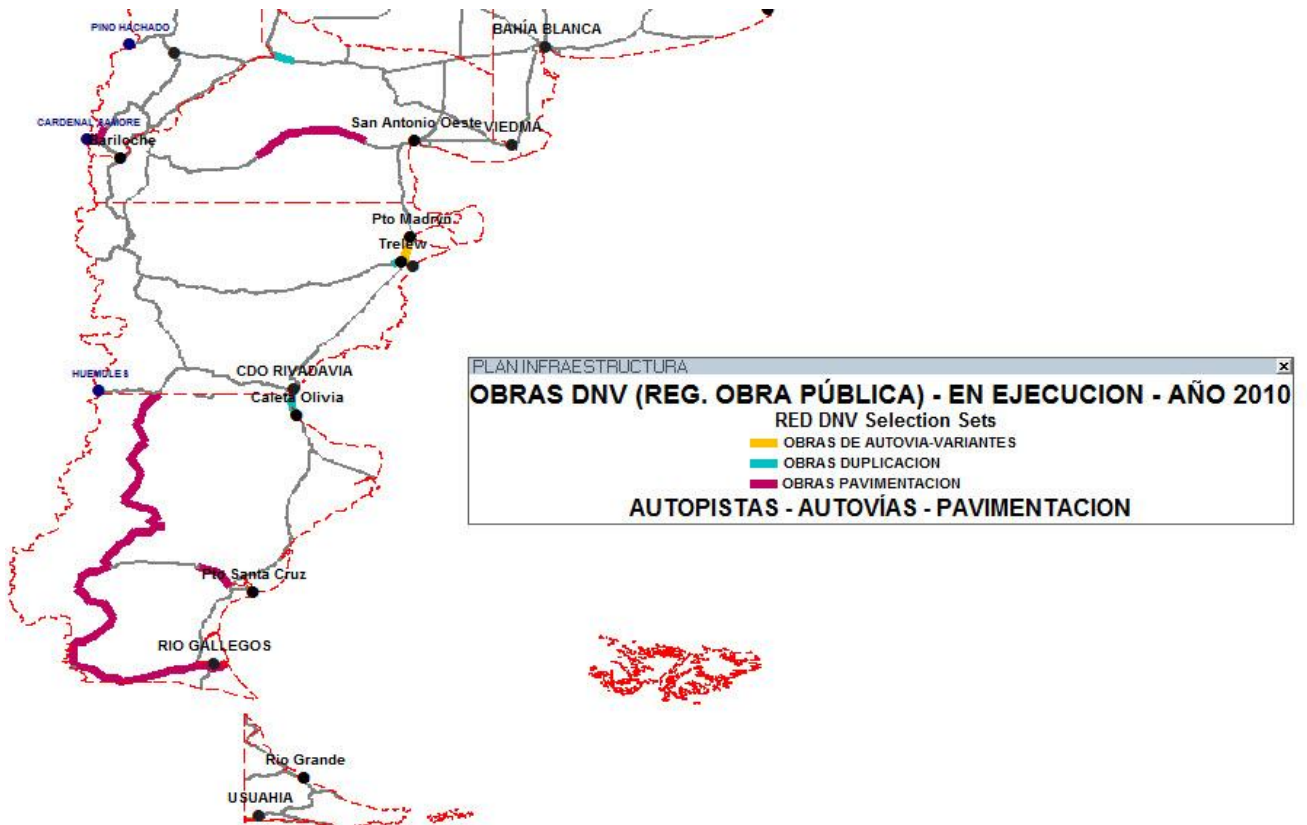 PINO HACHADO
BAHÍA BLANCA
CARDENAL SAMORE
Bariloche
San Antonio Oeste
VIEDMA
Pto Madryn
Trelew
HUEMULES
CDO RIVADAVIA
Caleta Olivia
PLAN INFRAESTRUCTURA
OBRAS DNV (REG. OBRA PÚBLICA) - EN EJECUCION - AÑO 2010
RED DNV Selection Sets
OBRAS DE AUTOVIA-VARIANTES
OBRAS DUPLICACION
OBRAS PAVIMENTACION
AUTOPISTAS - AUTOVÍAS - PAVIMENTACION
Pto Santa Cruz
RIO GALLEGOS
Rio Grande
USUAHIA